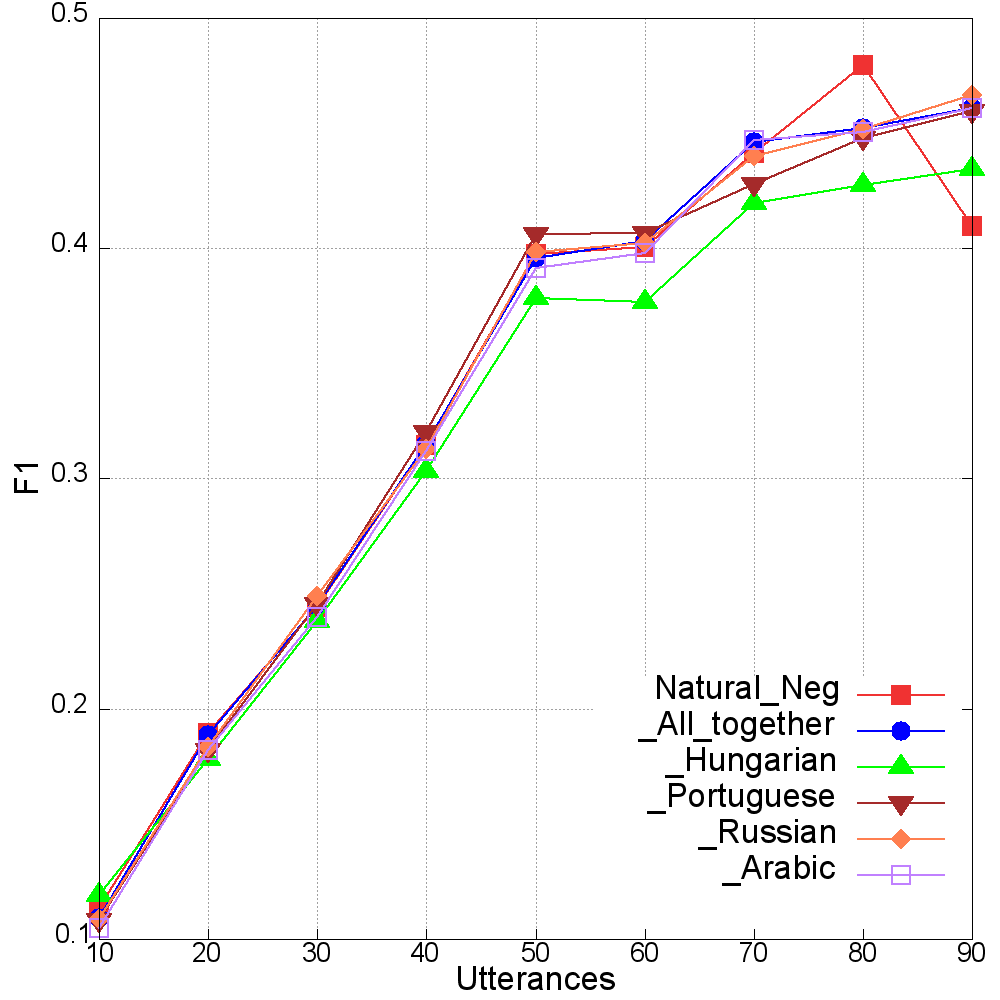 0.5
0.4
0.3
0.2
0.1
F1
Natural_Neg
_All_together
_Hungarian
_Portuguese
_Russian
_Arabic
10 20 30 40 50 60 70 80 90
Utterances